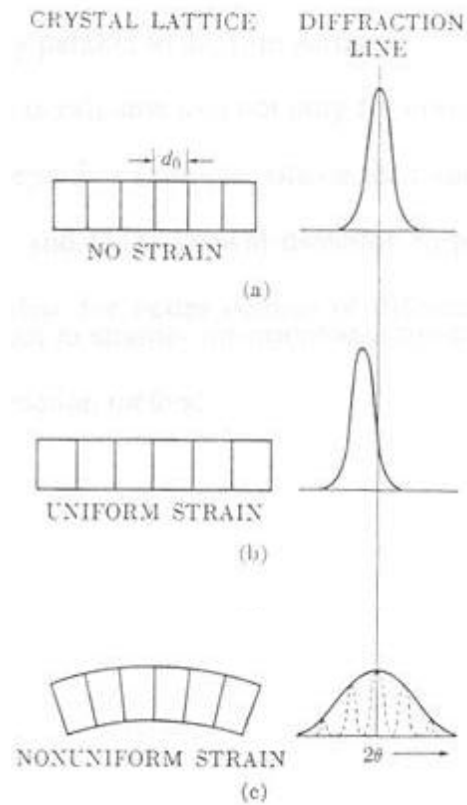 CRYSTAL LATTICE
DIFFRACTION
LINE
d₀
NO STRAIN
(a)
UNIFORM STRAIN
(b)
NONUNIFORM STRAIN
2θ
(c)